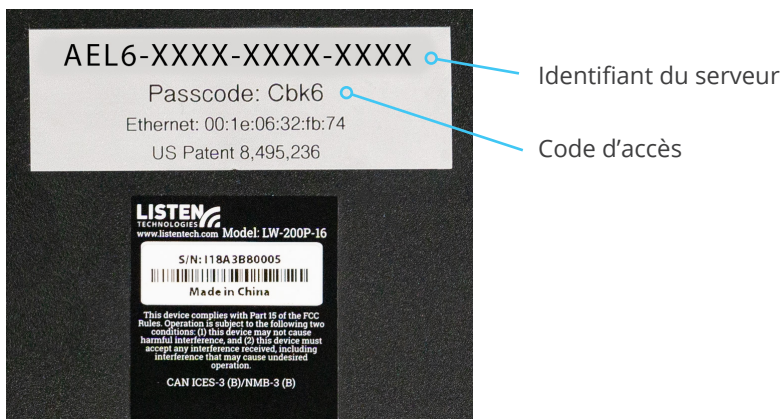 AEL6-XXXX-XXXX-XXXX
Identifiant du serveur
Passcode: Cbk6
Code d’accès
Ethernet: 00:1e:06:32:fb:74
US Patent 8,495,236
LISTEN
TECHNOLOGIES
www.listentech.com Model: LW-200P-16
S/N: I18A3B80005
Made in China
This device complies with Part 15 of the FCC
Rules. Operation is subject to the following two
conditions: (1) this device may not cause
harmful interference, and (2) this device must
accept any interference received, including
interference that may cause undesired
operation.
CAN ICES-3 (B)/NMB-3 (B)